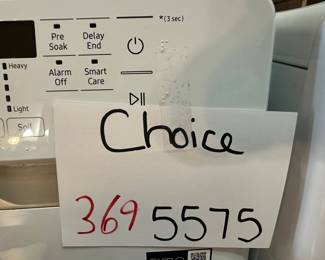 *(3 sec)
Pre Soak
Delay End
Heavy
Alarm Off
Smart Care
Light
Soil
Choice
369 5575